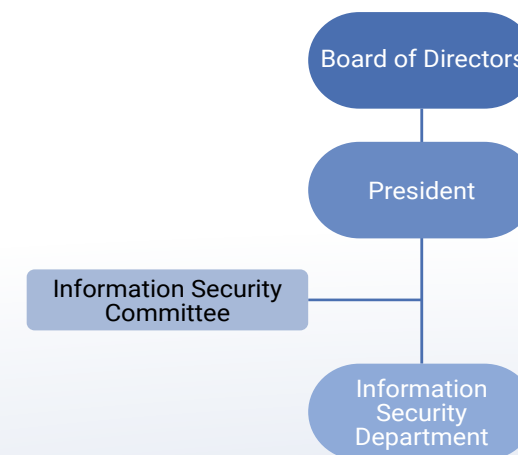 Board of Directors
President
Information Security
Committee
Information
Security
Department